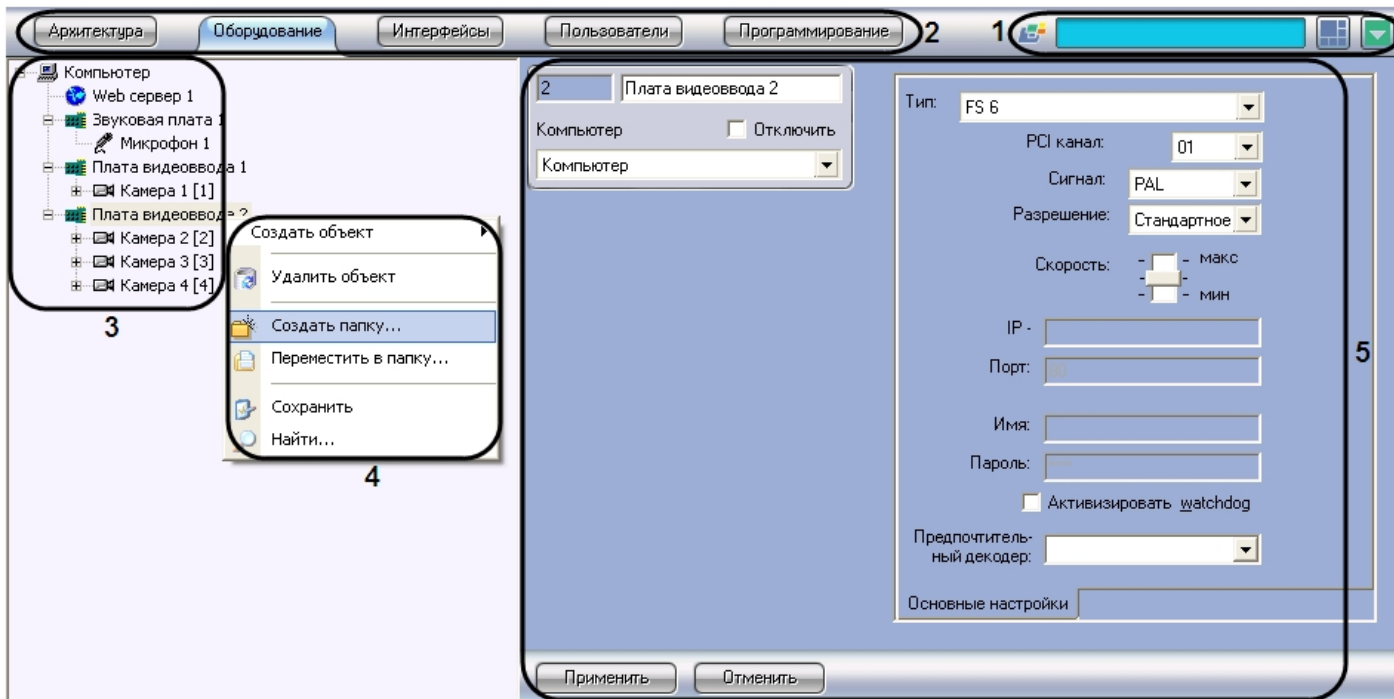 Архитектура Оборудование Интерфейсы Пользователи Программирование 2 1
Компьютер
Web сервер 1
Звуковая плата 1
Микрофон 1
Плата видеоввода 1
Камера 1 [1]
Плата видеоввода 2
Камера 2 [2]
Камера 3 [3]
Камера 4 [4]
3
Создать объект
Удалить объект
Создать папку...
Переместить в папку...
Сохранить
Найти...
4
2 Плата видеоввода 2
Компьютер Отключить
Компьютер
Тип: FS 6
PCI канал: 01
Сигнал: PAL
Разрешение: Стандартное
Скорость: - - макс
- -
- - мин
IP -
Порт: 80
Имя:
Пароль:
Активизировать watchdog
Предпочтитель-
ный декодер:
Основные настройки
5
Применить Отменить